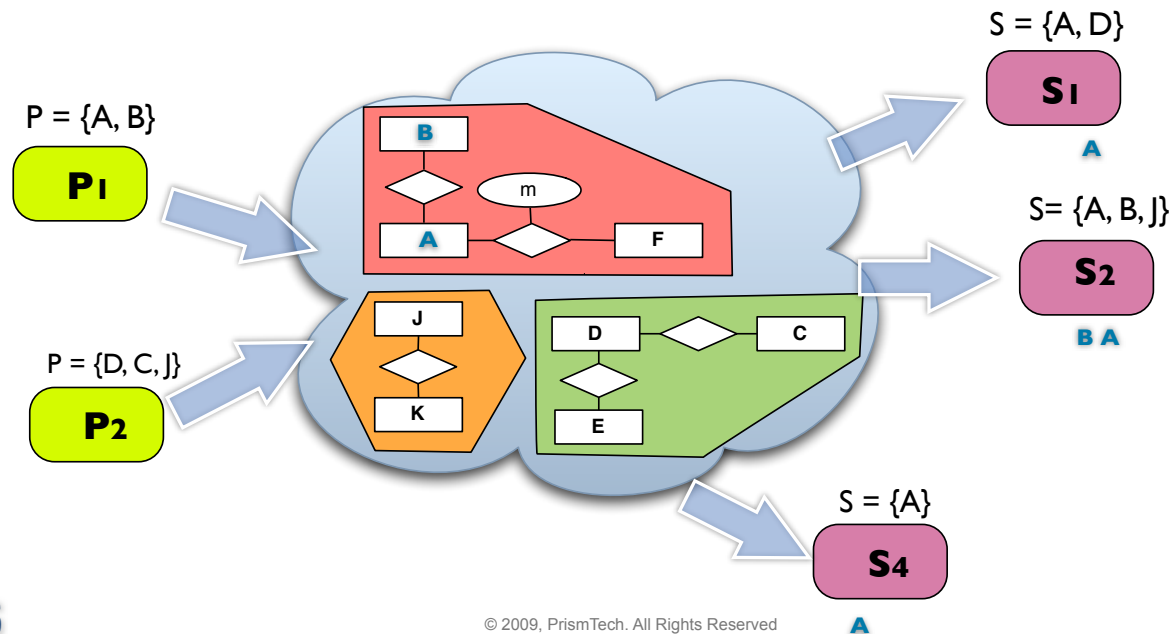 S = {A, D}
S1
A
P = {A, B}
P1
B
m
A
F
S= {A, B, J}
S2
B A
J
K
D
C
E
P = {D, C, J}
P2
S = {A}
S4
A
© 2009, PrismTech. All Rights Reserved